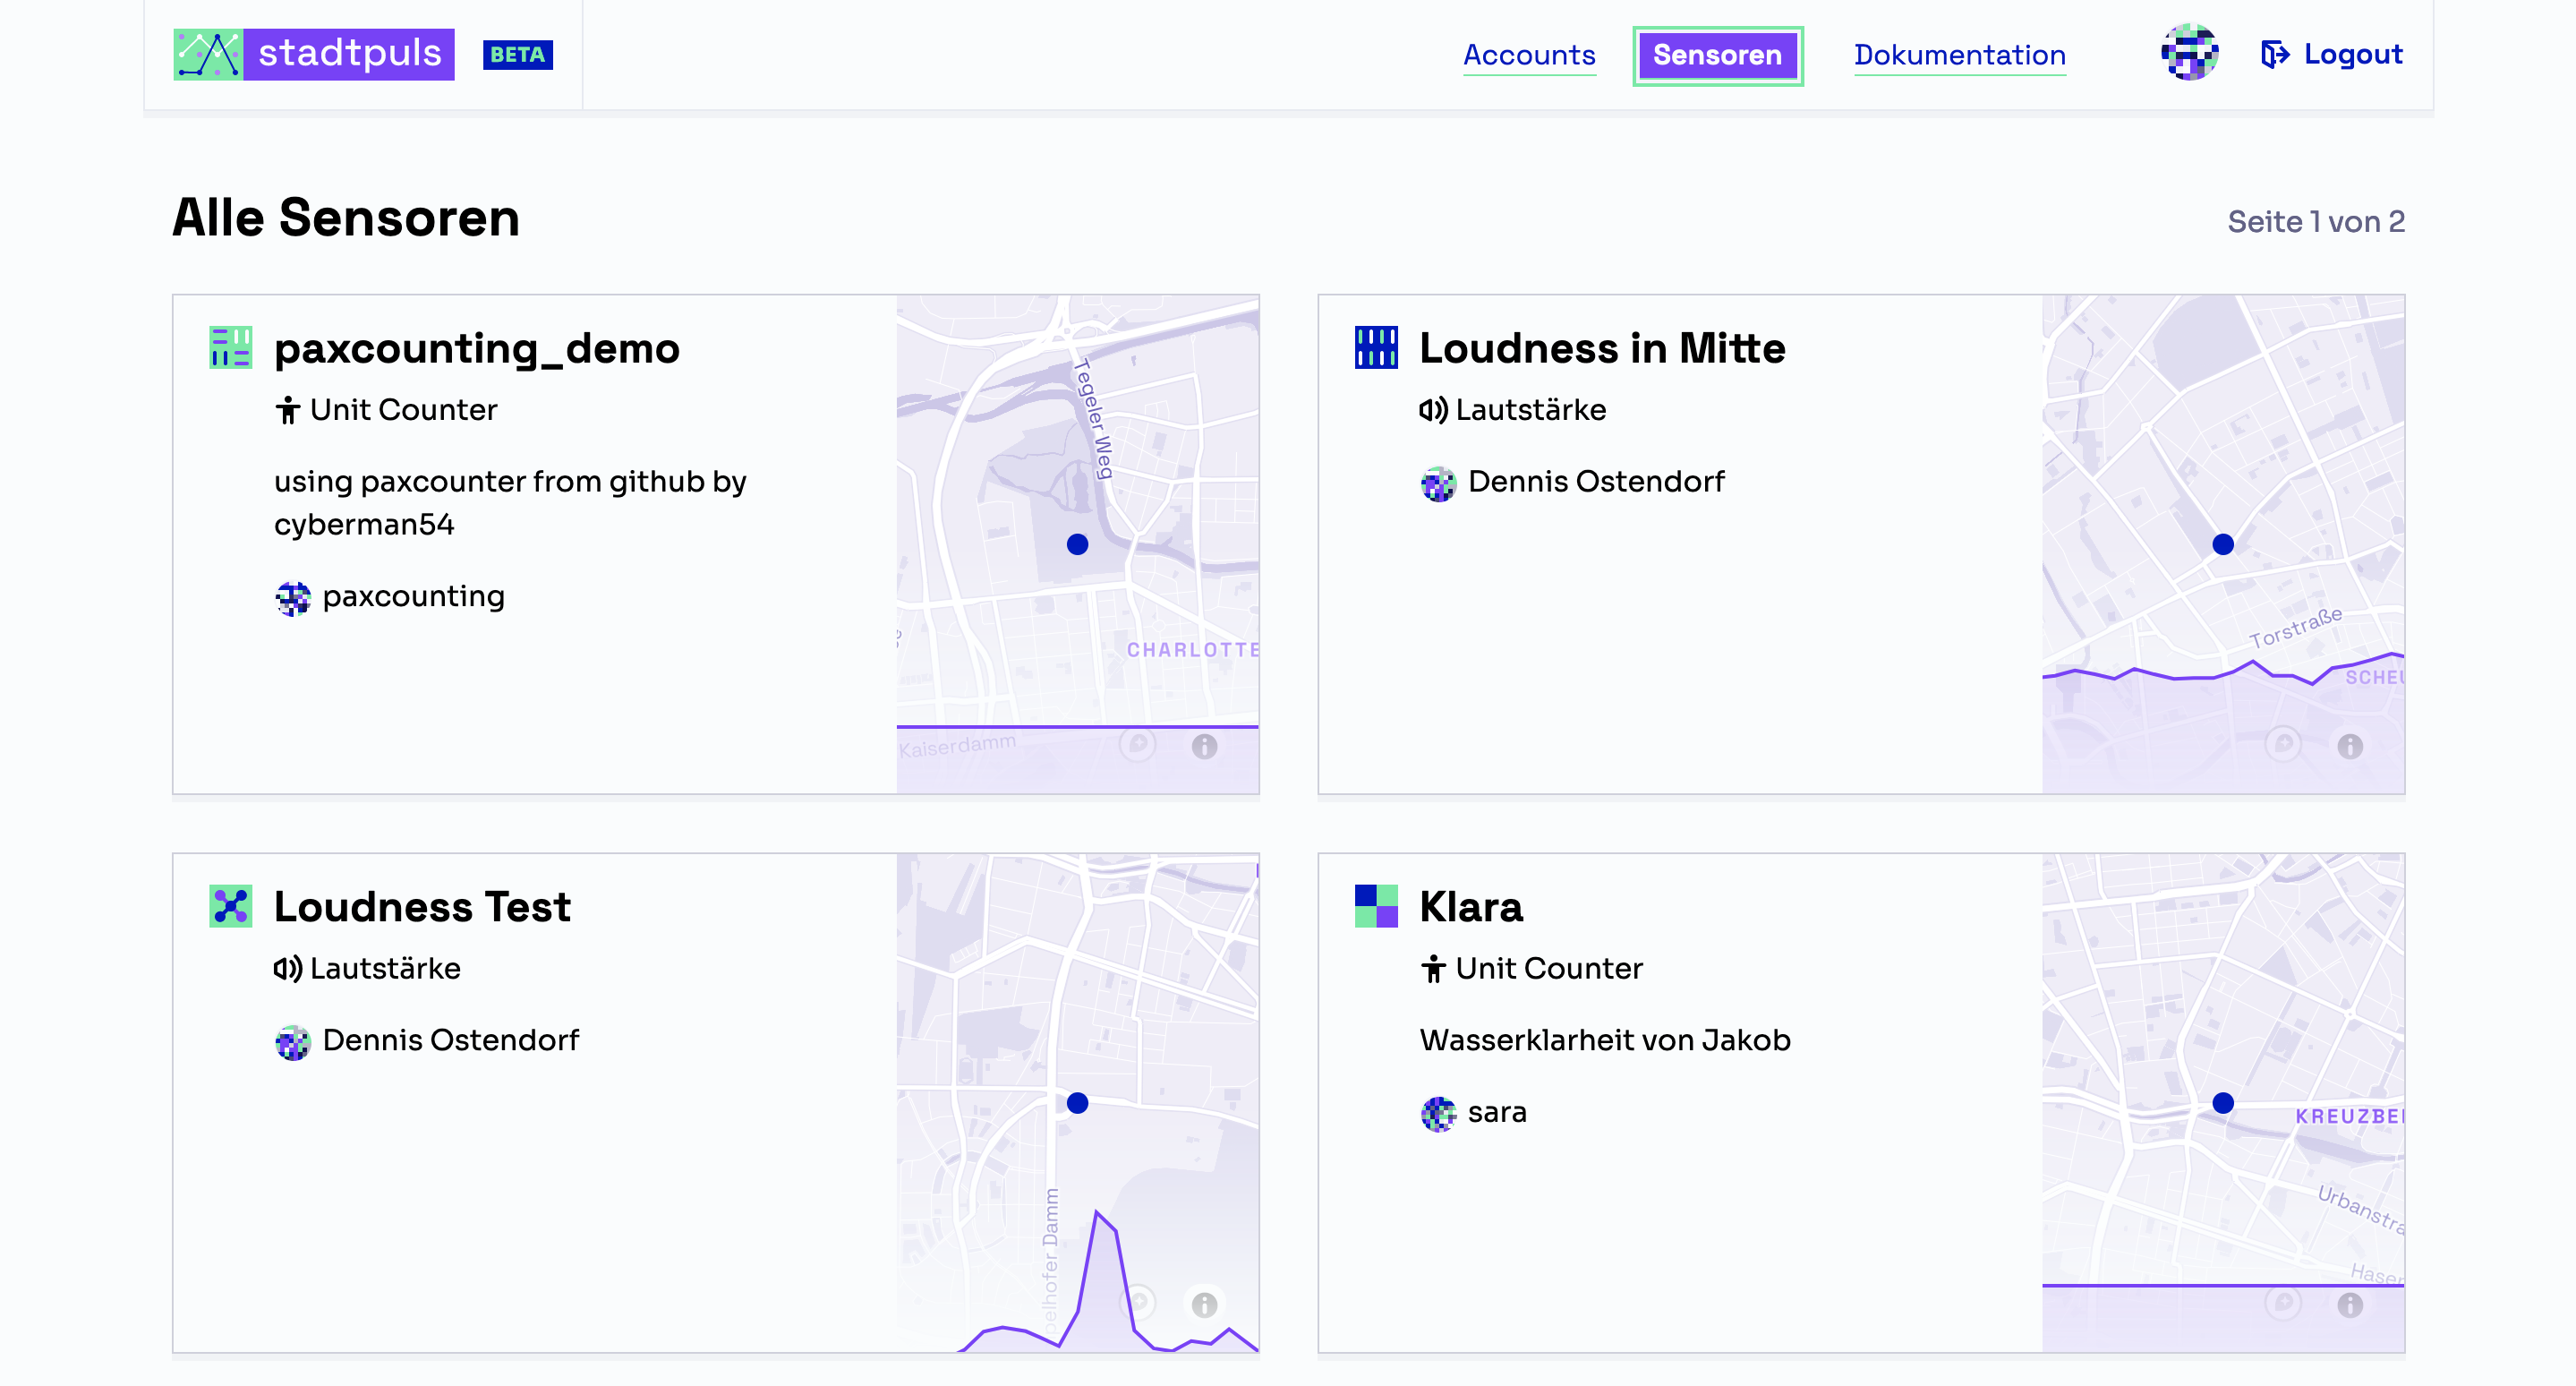 stadtpuls
BETA
Accounts
Sensoren
Dokumentation
Logout
Alle Sensoren
Seite 1 von 2
paxcounting_demo
Unit Counter
using paxcounter from github by
cyberman54
paxcounting
Tegeler Weg
CHARLOTTE
Kaiserdamm
Loudness in Mitte
Lautstärke
Dennis Ostendorf
Torstraße
SCHEU
Loudness Test
Lautstärke
Dennis Ostendorf
pelhofer Damm
Klara
Unit Counter
Wasserklarheit von Jakob
sara
KREUZBE
Urbanstra
Hasen